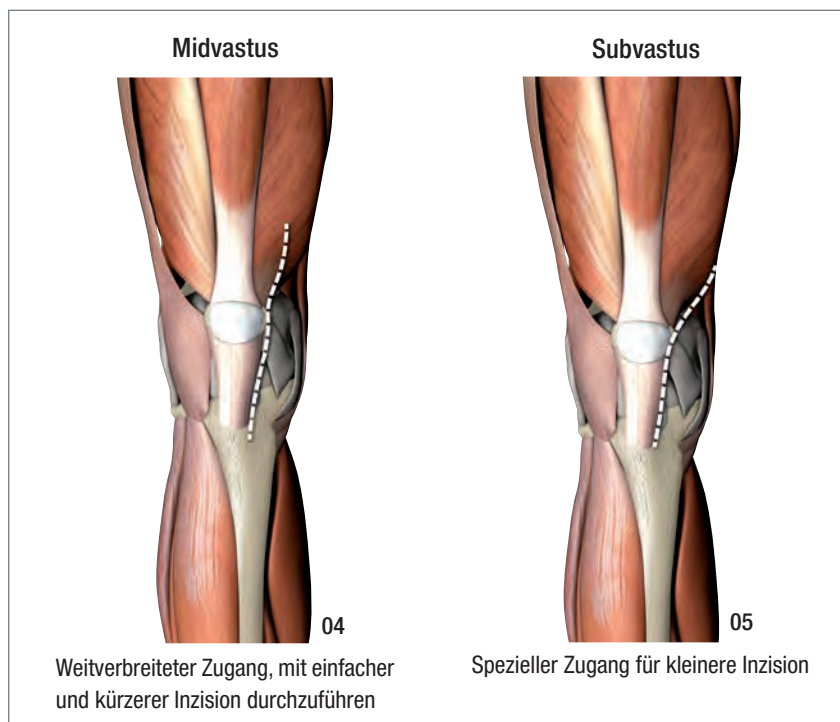 Midvastus
04
Weitverbreiteter Zugang, mit einfacher
und kürzerer Inzision durchzuführen
Subvastus
05
Spezieller Zugang für kleinere Inzision